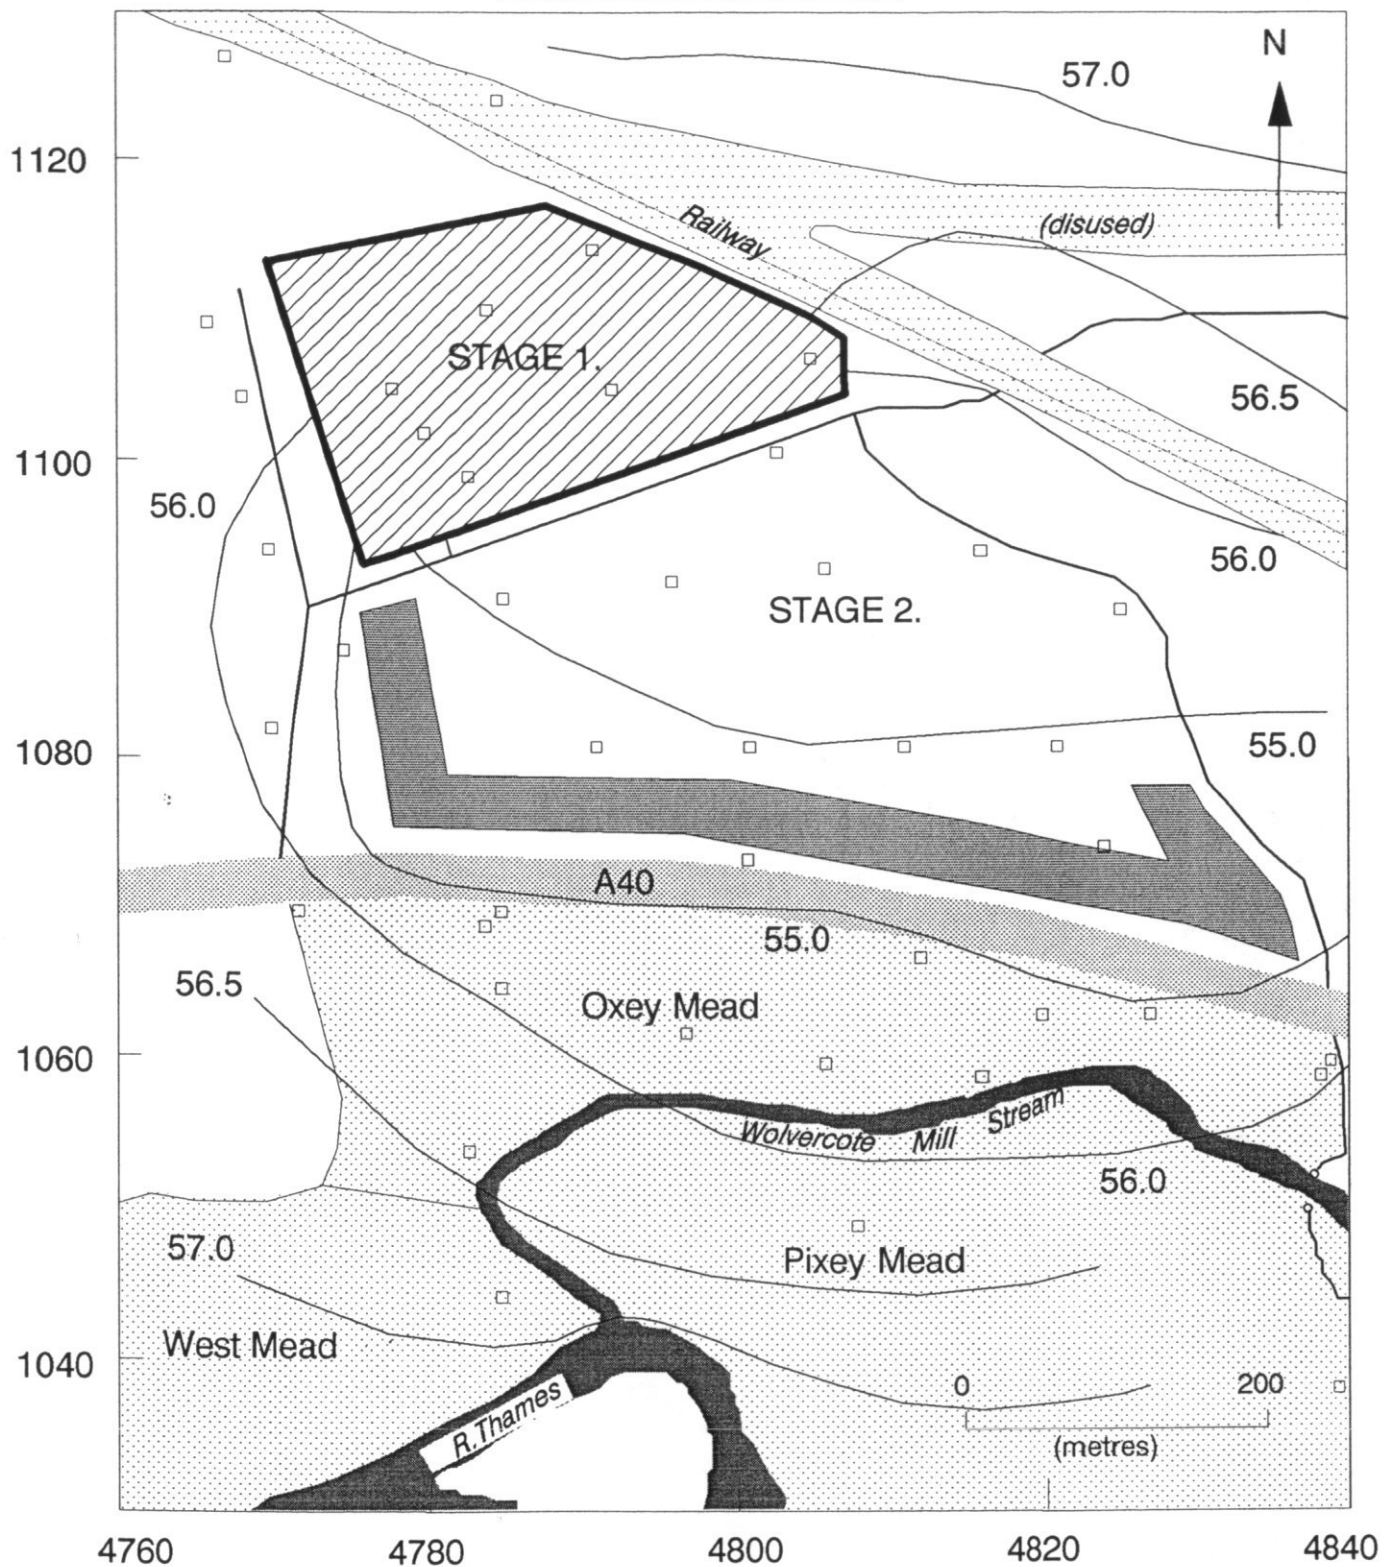 N
57.0
1120
Railway
(disused)
STAGE 1.
56.5
1100
56.0
56.0
STAGE 2.
55.0
1080
A40
55.0
56.5
Oxey Mead
1060
Wolvercote Mill Stream
56.0
57.0
Pixey Mead
West Mead
1040
0 200
R.Thames
(metres)
4760 4780 4800 4820 4840